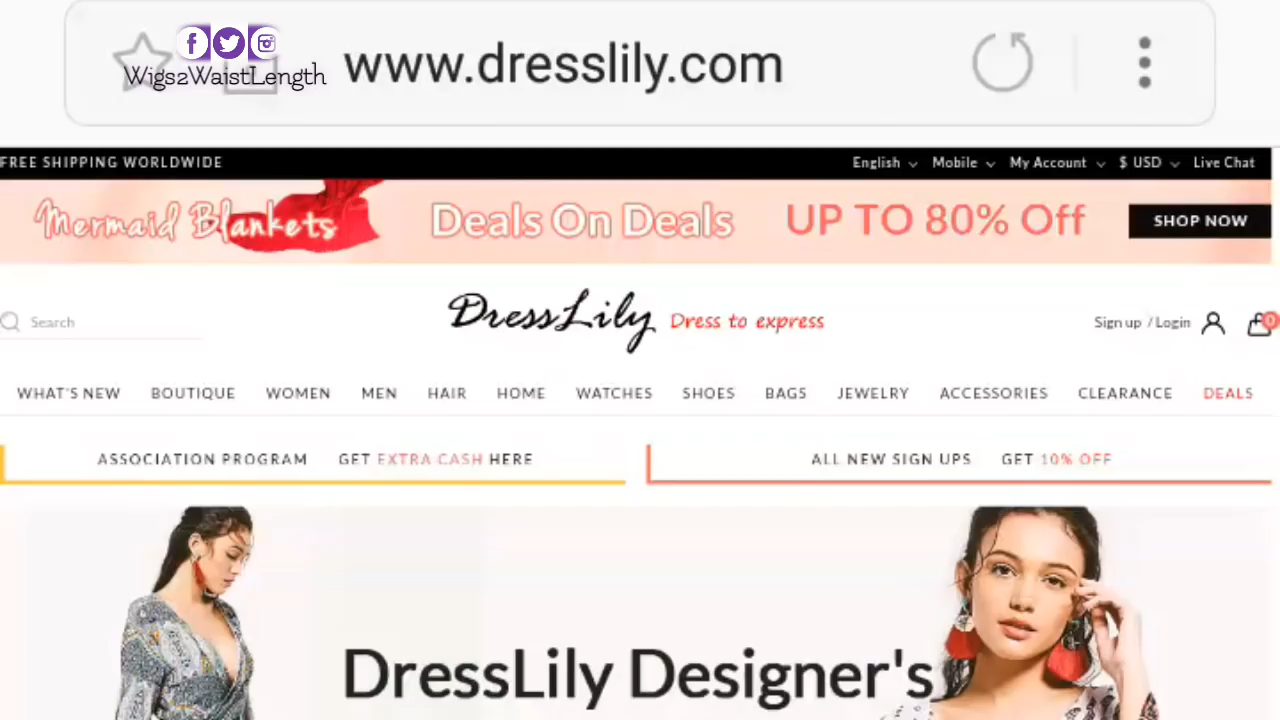 Wigs2WaistLength
www.dresslily.com
FREE SHIPPING WORLDWIDE
English Mobile My Account $ USD Live Chat
Mermaid Blankets Deals On Deals UP TO 80% Off SHOP NOW
Search
DressLily Dress to express
Sign up / Login
0
WHAT'S NEW BOUTIQUE WOMEN MEN HAIR HOME WATCHES SHOES BAGS JEWELRY ACCESSORIES CLEARANCE DEALS
ASSOCIATION PROGRAM GET EXTRA CASH HERE
ALL NEW SIGN UPS GET 10% OFF
DressLily Designer's